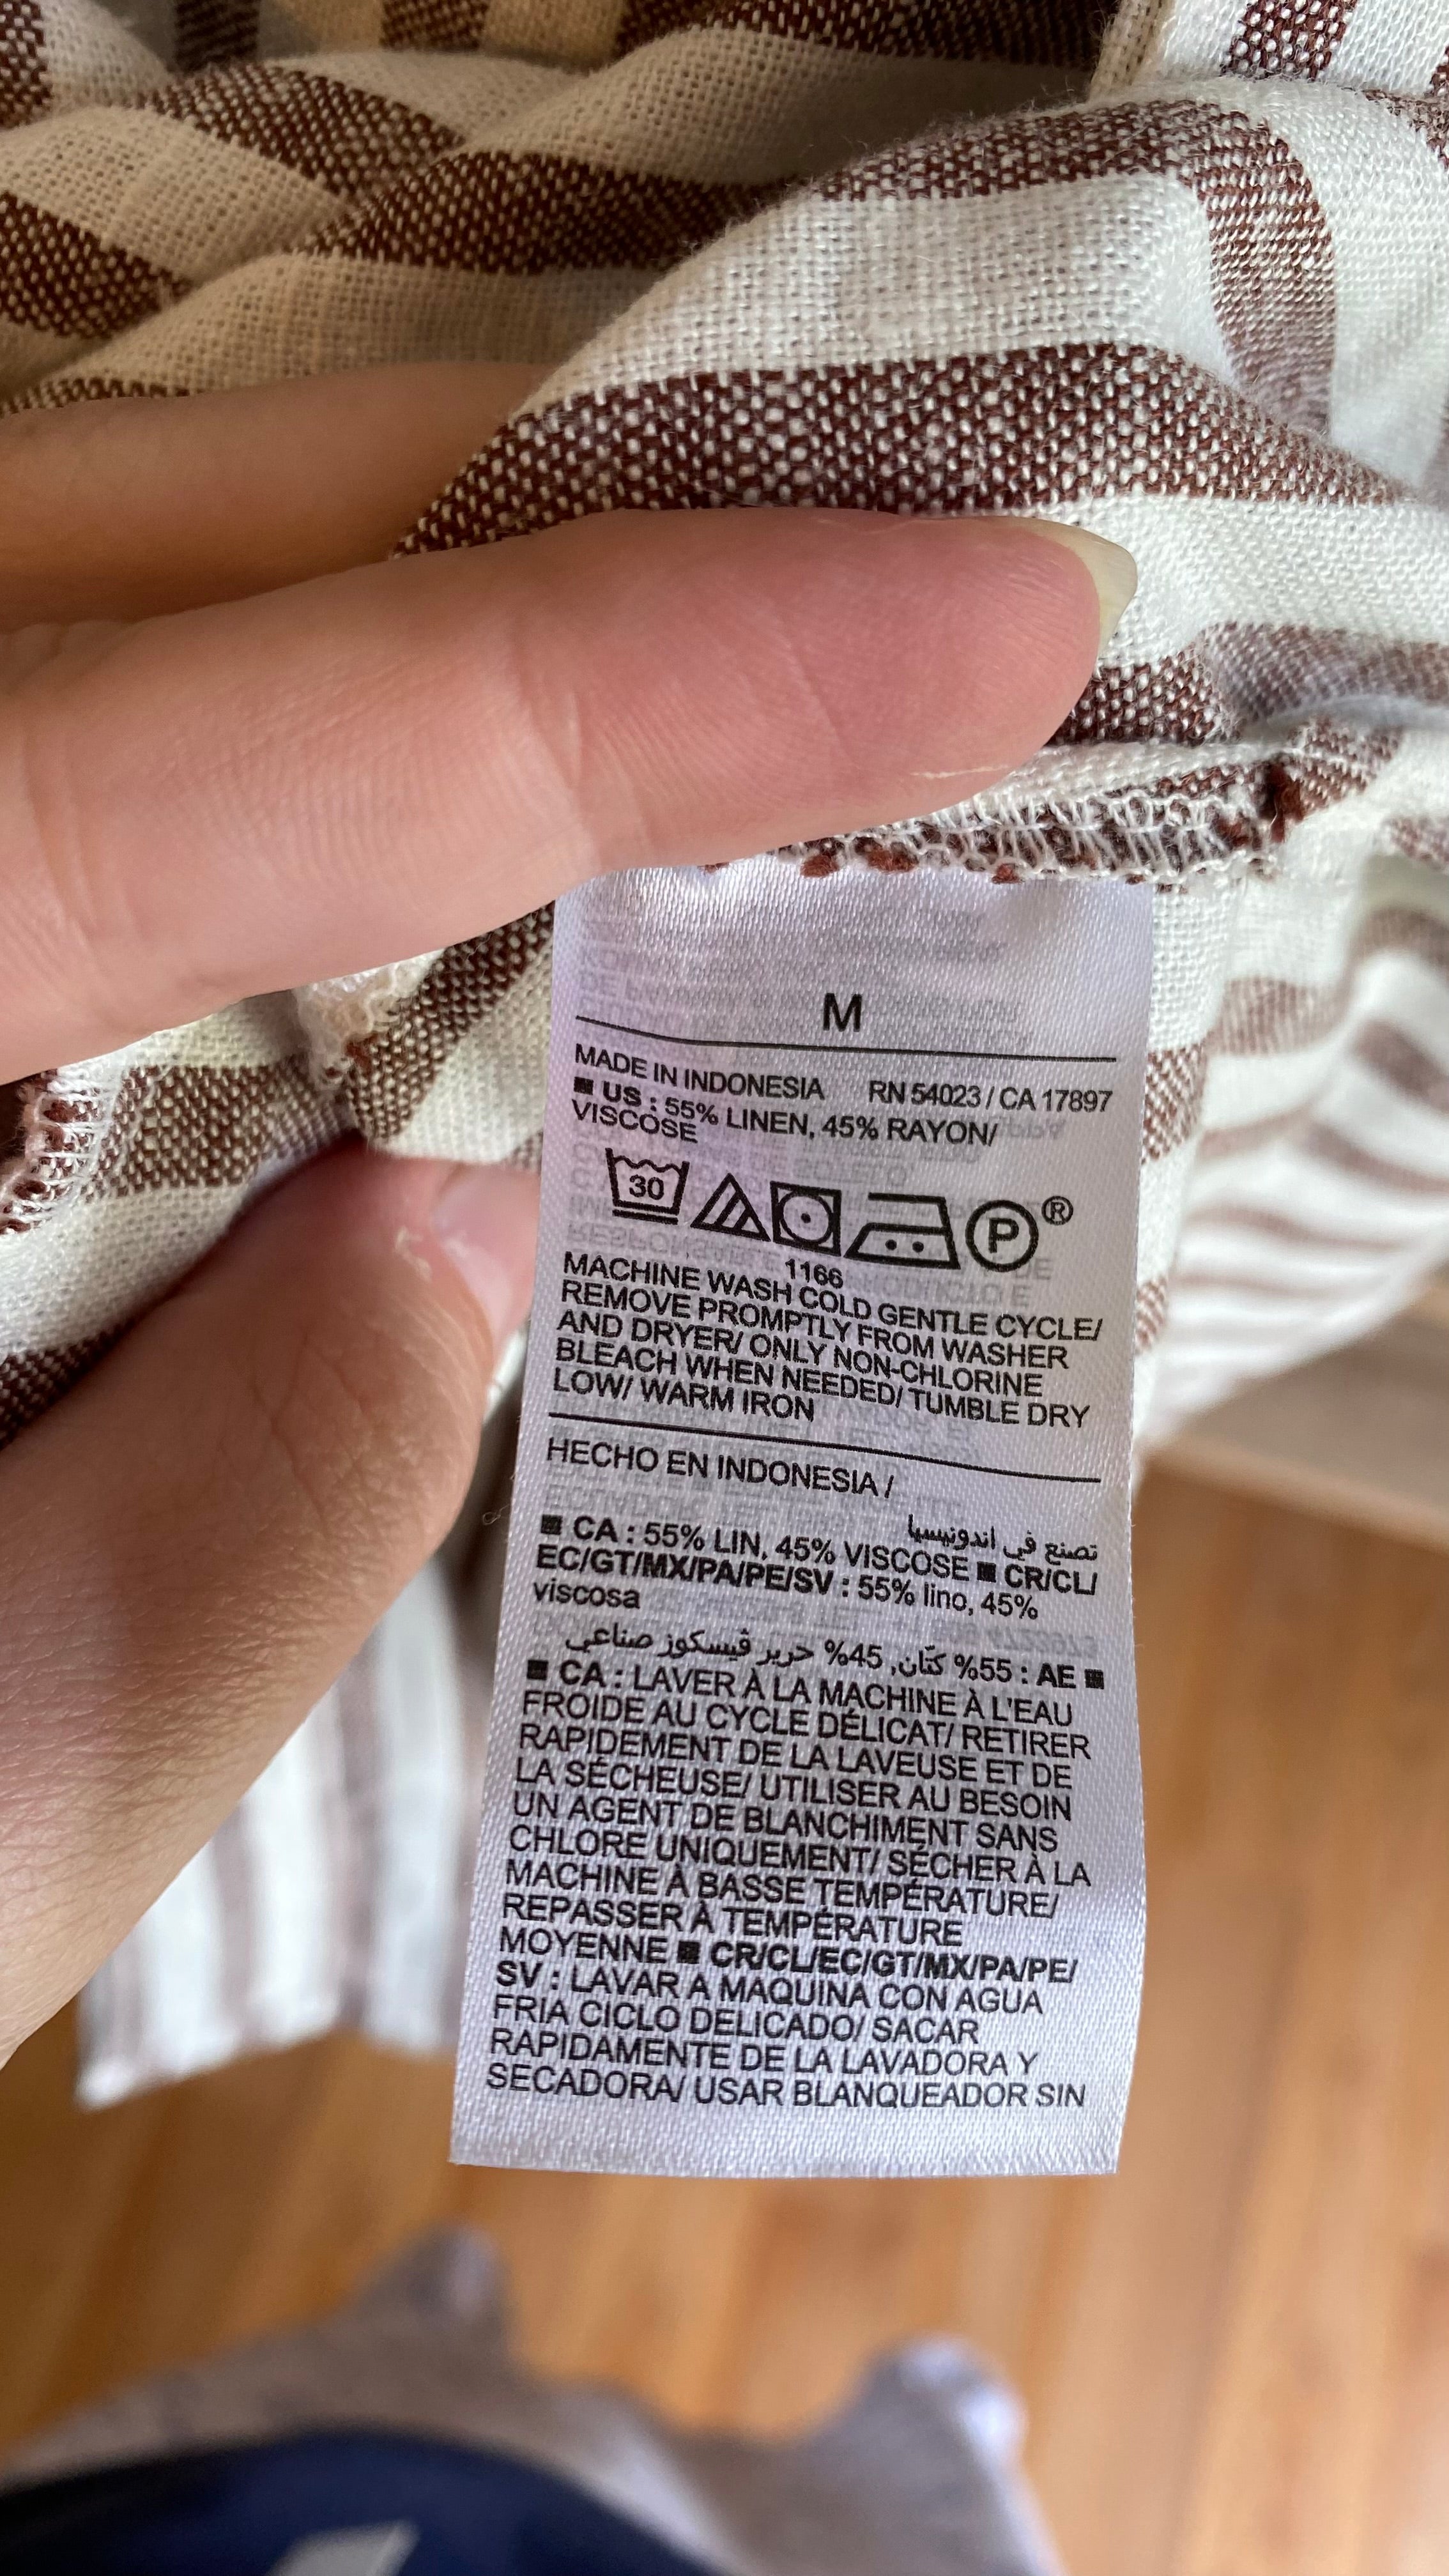 M
MADE IN INDONESIA RN 54023 / CA 17897
■ US : 55% LINEN, 45% RAYON/
VISCOSE
30 P ®
1166
MACHINE WASH COLD GENTLE CYCLE/
REMOVE PROMPTLY FROM WASHER
AND DRYER/ ONLY NON-CHLORINE
BLEACH WHEN NEEDED/ TUMBLE DRY
LOW/ WARM IRON
HECHO EN INDONESIA /
تصنع في اندونيسيا
■ CA : 55% LIN, 45% VISCOSE ■ CR/CL/
EC/GT/MX/PA/PE/SV : 55% lino, 45%
viscosa
■ AE : 55% كتّان, 45% حرير ڤيسكوز صناعي
■ CA : LAVER À LA MACHINE À L'EAU
FROIDE AU CYCLE DÉLICAT/ RETIRER
RAPIDEMENT DE LA LAVEUSE ET DE
LA SÉCHEUSE/ UTILISER AU BESOIN
UN AGENT DE BLANCHIMENT SANS
CHLORE UNIQUEMENT/ SÉCHER À LA
MACHINE À BASSE TEMPÉRATURE/
REPASSER À TEMPÉRATURE
MOYENNE ■ CR/CL/EC/GT/MX/PA/PE/
SV : LAVAR A MAQUINA CON AGUA
FRIA CICLO DELICADO/ SACAR
RAPIDAMENTE DE LA LAVADORA Y
SECADORA/ USAR BLANQUEADOR SIN